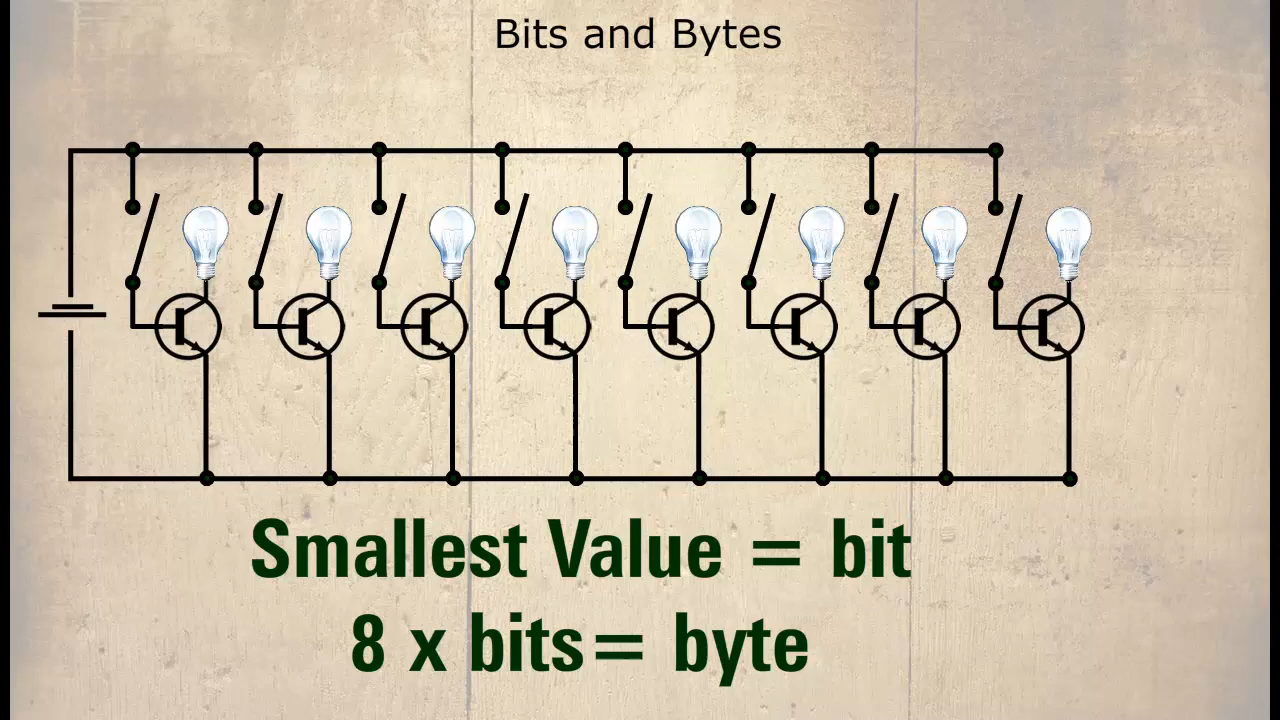 Bits and Bytes
Smallest Value = bit
8 x bits= byte